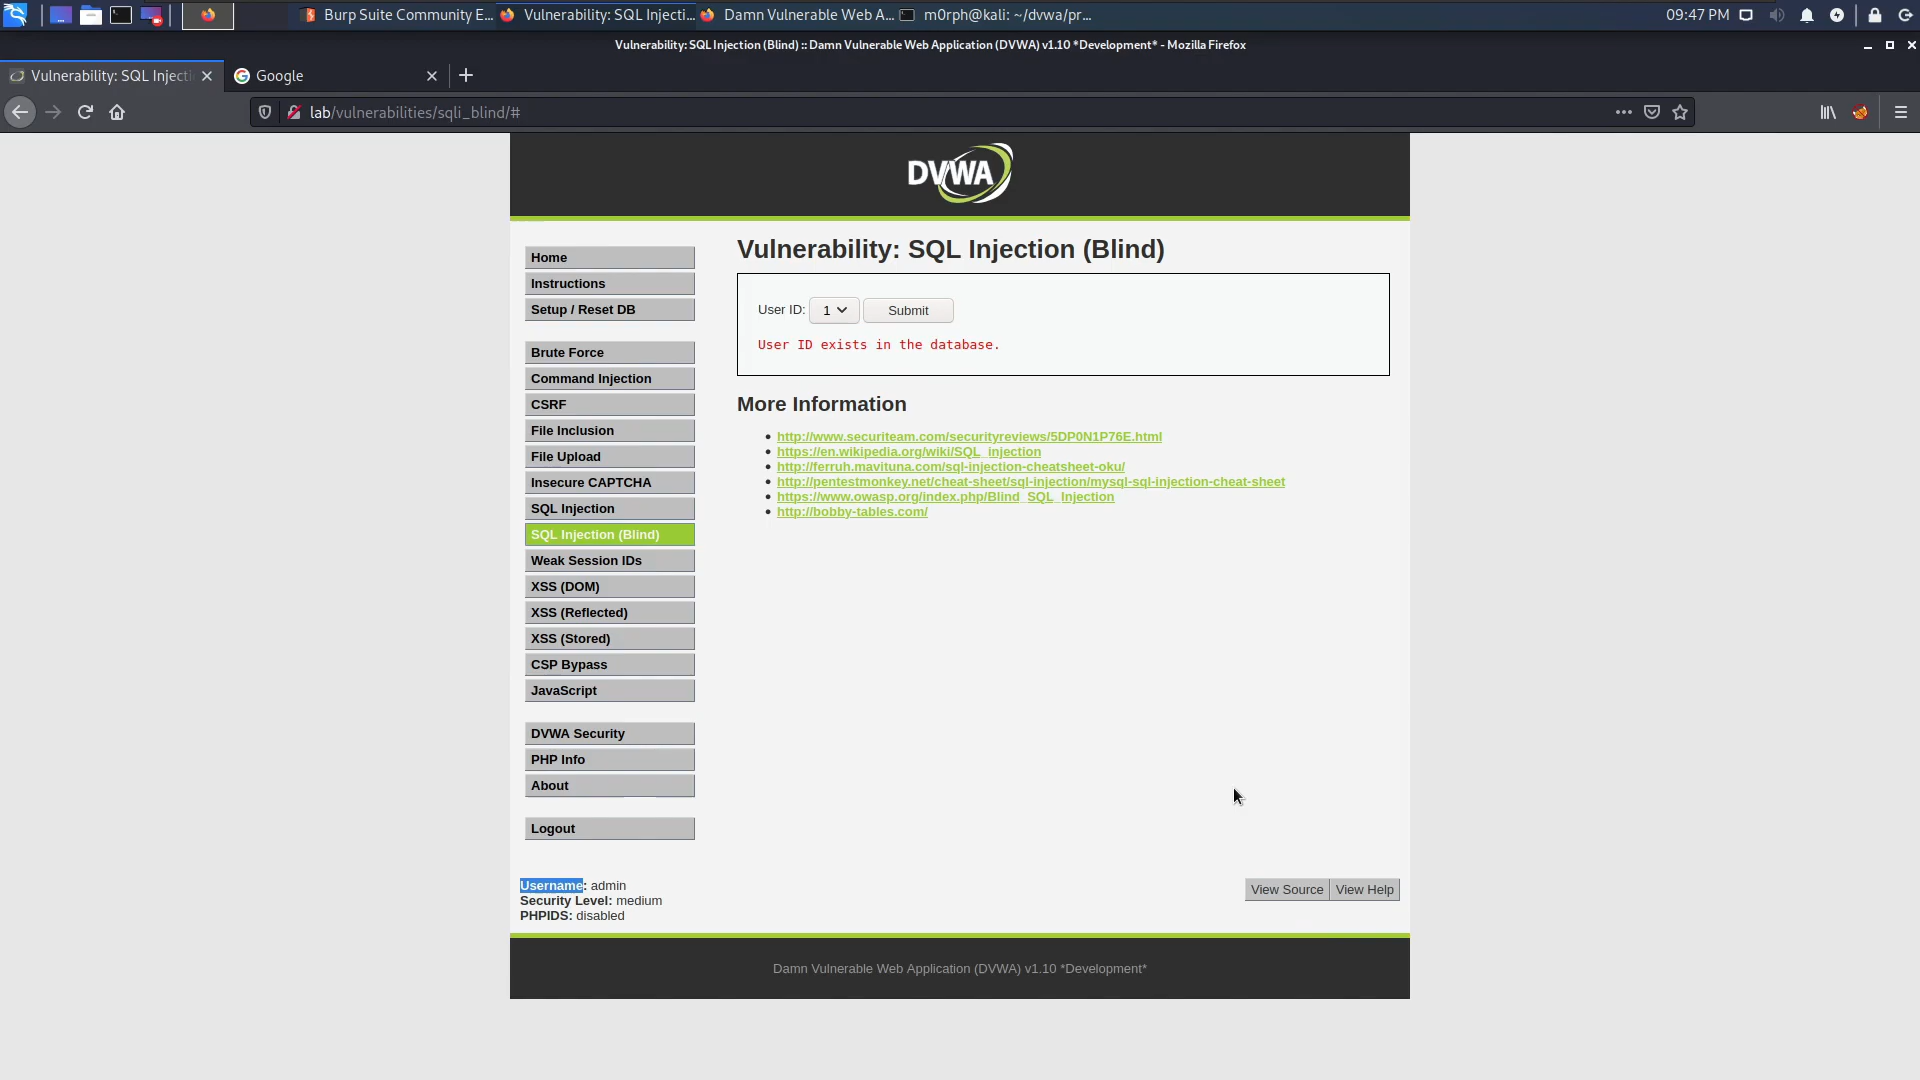 Burp Suite Community E... Vulnerability: SQL Injecti... Damn Vulnerable Web A... m0rph@kali: ~/dvwa/pr... 09:47 PM
Vulnerability: SQL Injection (Blind) :: Damn Vulnerable Web Application (DVWA) v1.10 *Development* - Mozilla Firefox
Vulnerability: SQL Injecti Google
lab/vulnerabilities/sqli_blind/#
DVWA
Home
Instructions
Setup / Reset DB
Brute Force
Command Injection
CSRF
File Inclusion
File Upload
Insecure CAPTCHA
SQL Injection
SQL Injection (Blind)
Weak Session IDs
XSS (DOM)
XSS (Reflected)
XSS (Stored)
CSP Bypass
JavaScript
DVWA Security
PHP Info
About
Logout
Vulnerability: SQL Injection (Blind)
User ID: 1 Submit
User ID exists in the database.
More Information
http://www.securiteam.com/securityreviews/5DP0N1P76E.html
https://en.wikipedia.org/wiki/SQL_injection
http://ferruh.mavituna.com/sql-injection-cheatsheet-oku/
http://pentestmonkey.net/cheat-sheet/sql-injection/mysql-sql-injection-cheat-sheet
https://www.owasp.org/index.php/Blind_SQL_Injection
http://bobby-tables.com/
Username: admin
Security Level: medium
PHPIDS: disabled
View Source View Help
Damn Vulnerable Web Application (DVWA) v1.10 *Development*